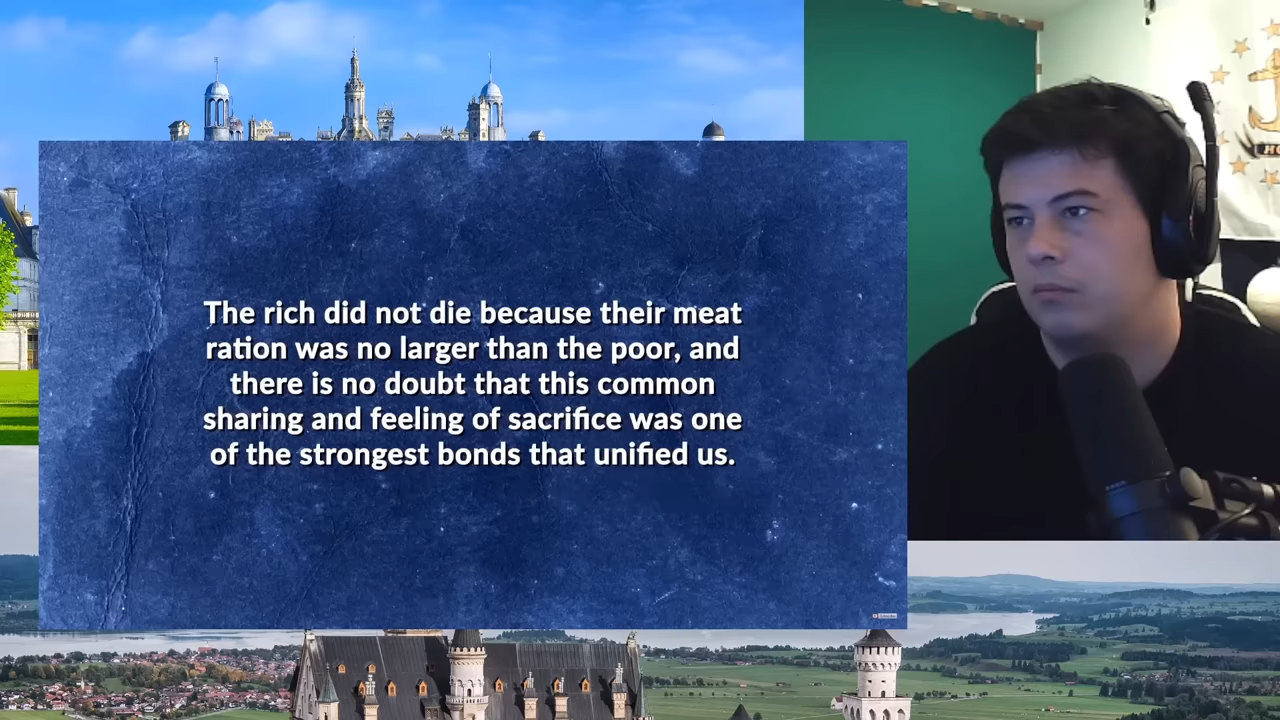 The rich did not die because their meat
ration was no larger than the poor, and
there is no doubt that this common
sharing and feeling of sacrifice was one
of the strongest bonds that unified us.